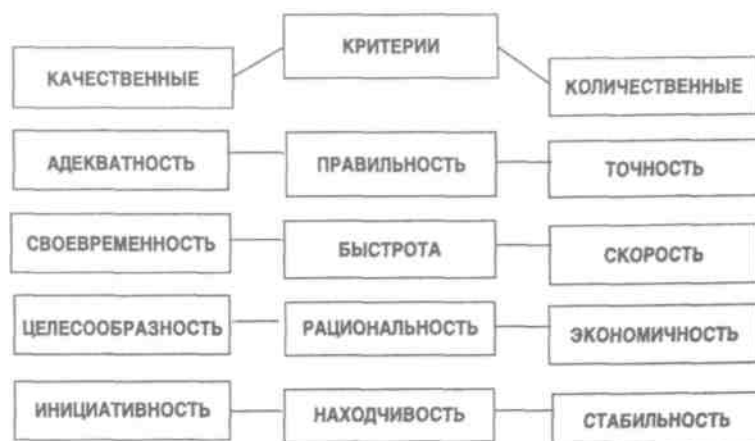 КРИТЕРИИ
КАЧЕСТВЕННЫЕ
КОЛИЧЕСТВЕННЫЕ
АДЕКВАТНОСТЬ
ПРАВИЛЬНОСТЬ
ТОЧНОСТЬ
СВОЕВРЕМЕННОСТЬ
БЫСТРОТА
СКОРОСТЬ
ЦЕЛЕСООБРАЗНОСТЬ
РАЦИОНАЛЬНОСТЬ
ЭКОНОМИЧНОСТЬ
ИНИЦИАТИВНОСТЬ
НАХОДЧИВОСТЬ
СТАБИЛЬНОСТЬ